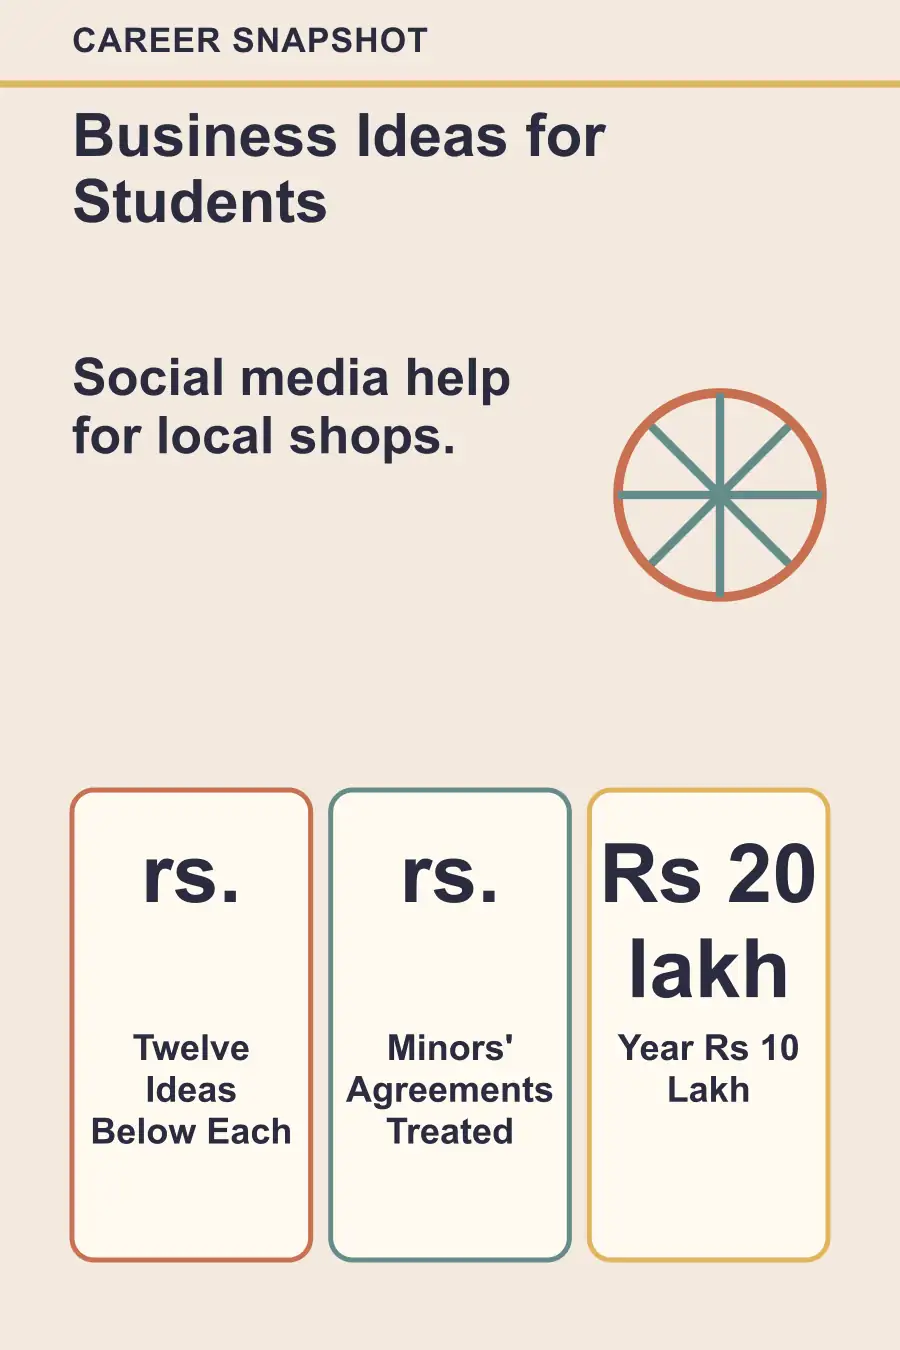 CAREER SNAPSHOT
Business Ideas for
Students
Social media help
for local shops.
rs.
Twelve
Ideas
Below Each
rs.
Minors'
Agreements
Treated
Rs 20
lakh
Year Rs 10
Lakh